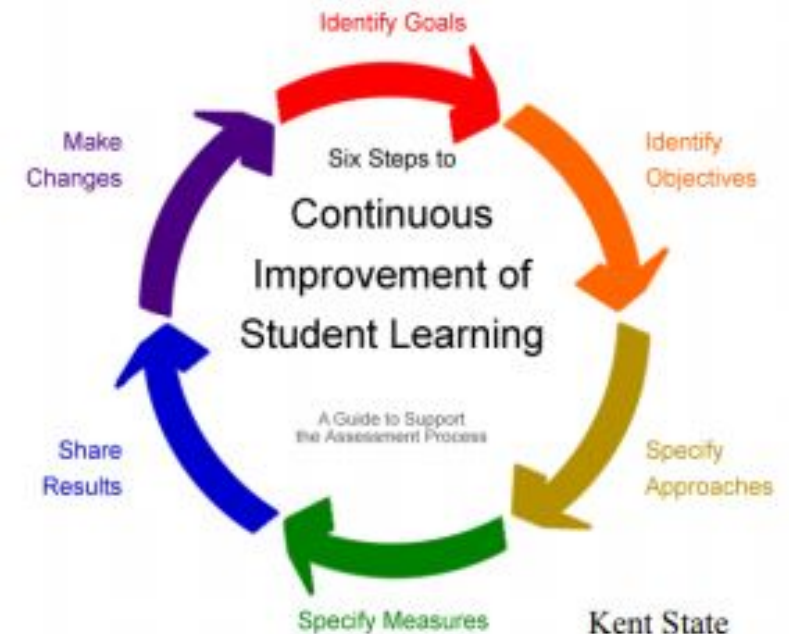 Identify Goals
Identify
Objectives
Specify
Approaches
Specify Measures
Share
Results
Make
Changes
Six Steps to
Continuous
Improvement of
Student Learning
A Guide to Support
the Assessment Process
Kent State